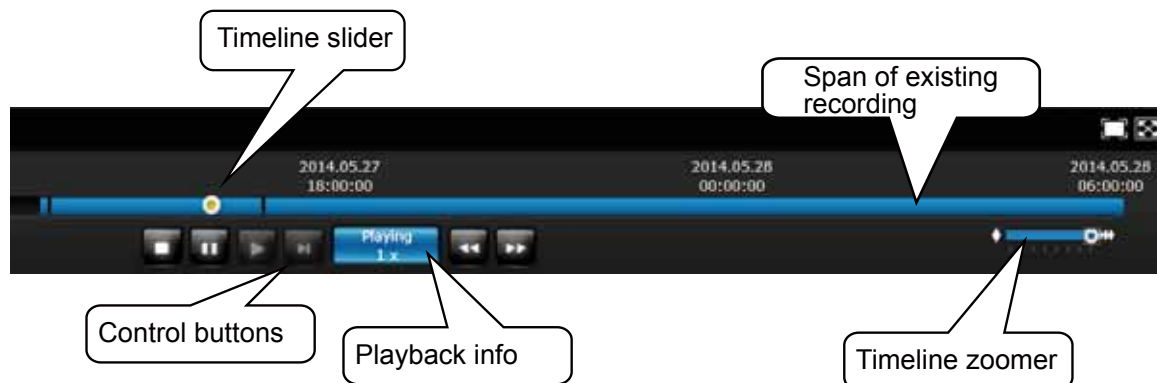 Timeline slider
Span of existing
recording
2014.05.27
18:00:00
2014.05.28
00:00:00
2014.05.28
06:00:00
Playing
1 x
Control buttons
Playback info
Timeline zoomer